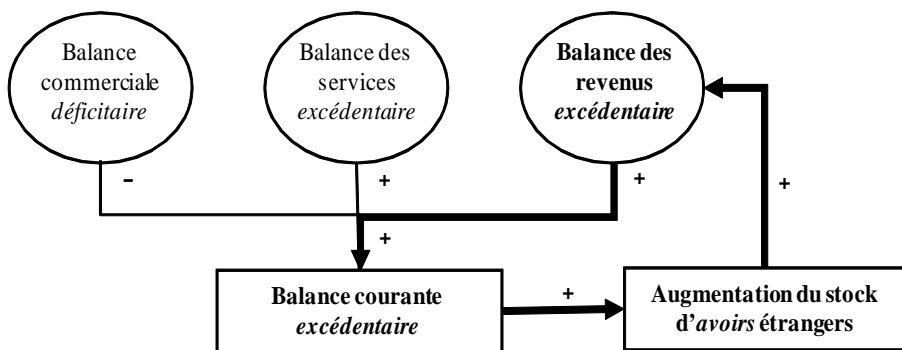 Balance
commerciale
déficitaire
Balance des
services
excédentaire
Balance des
revenus
excédentaire
-
+
+
+
+
Balance courante
excédentaire
+
Augmentation du stock
d'avoirs étrangers